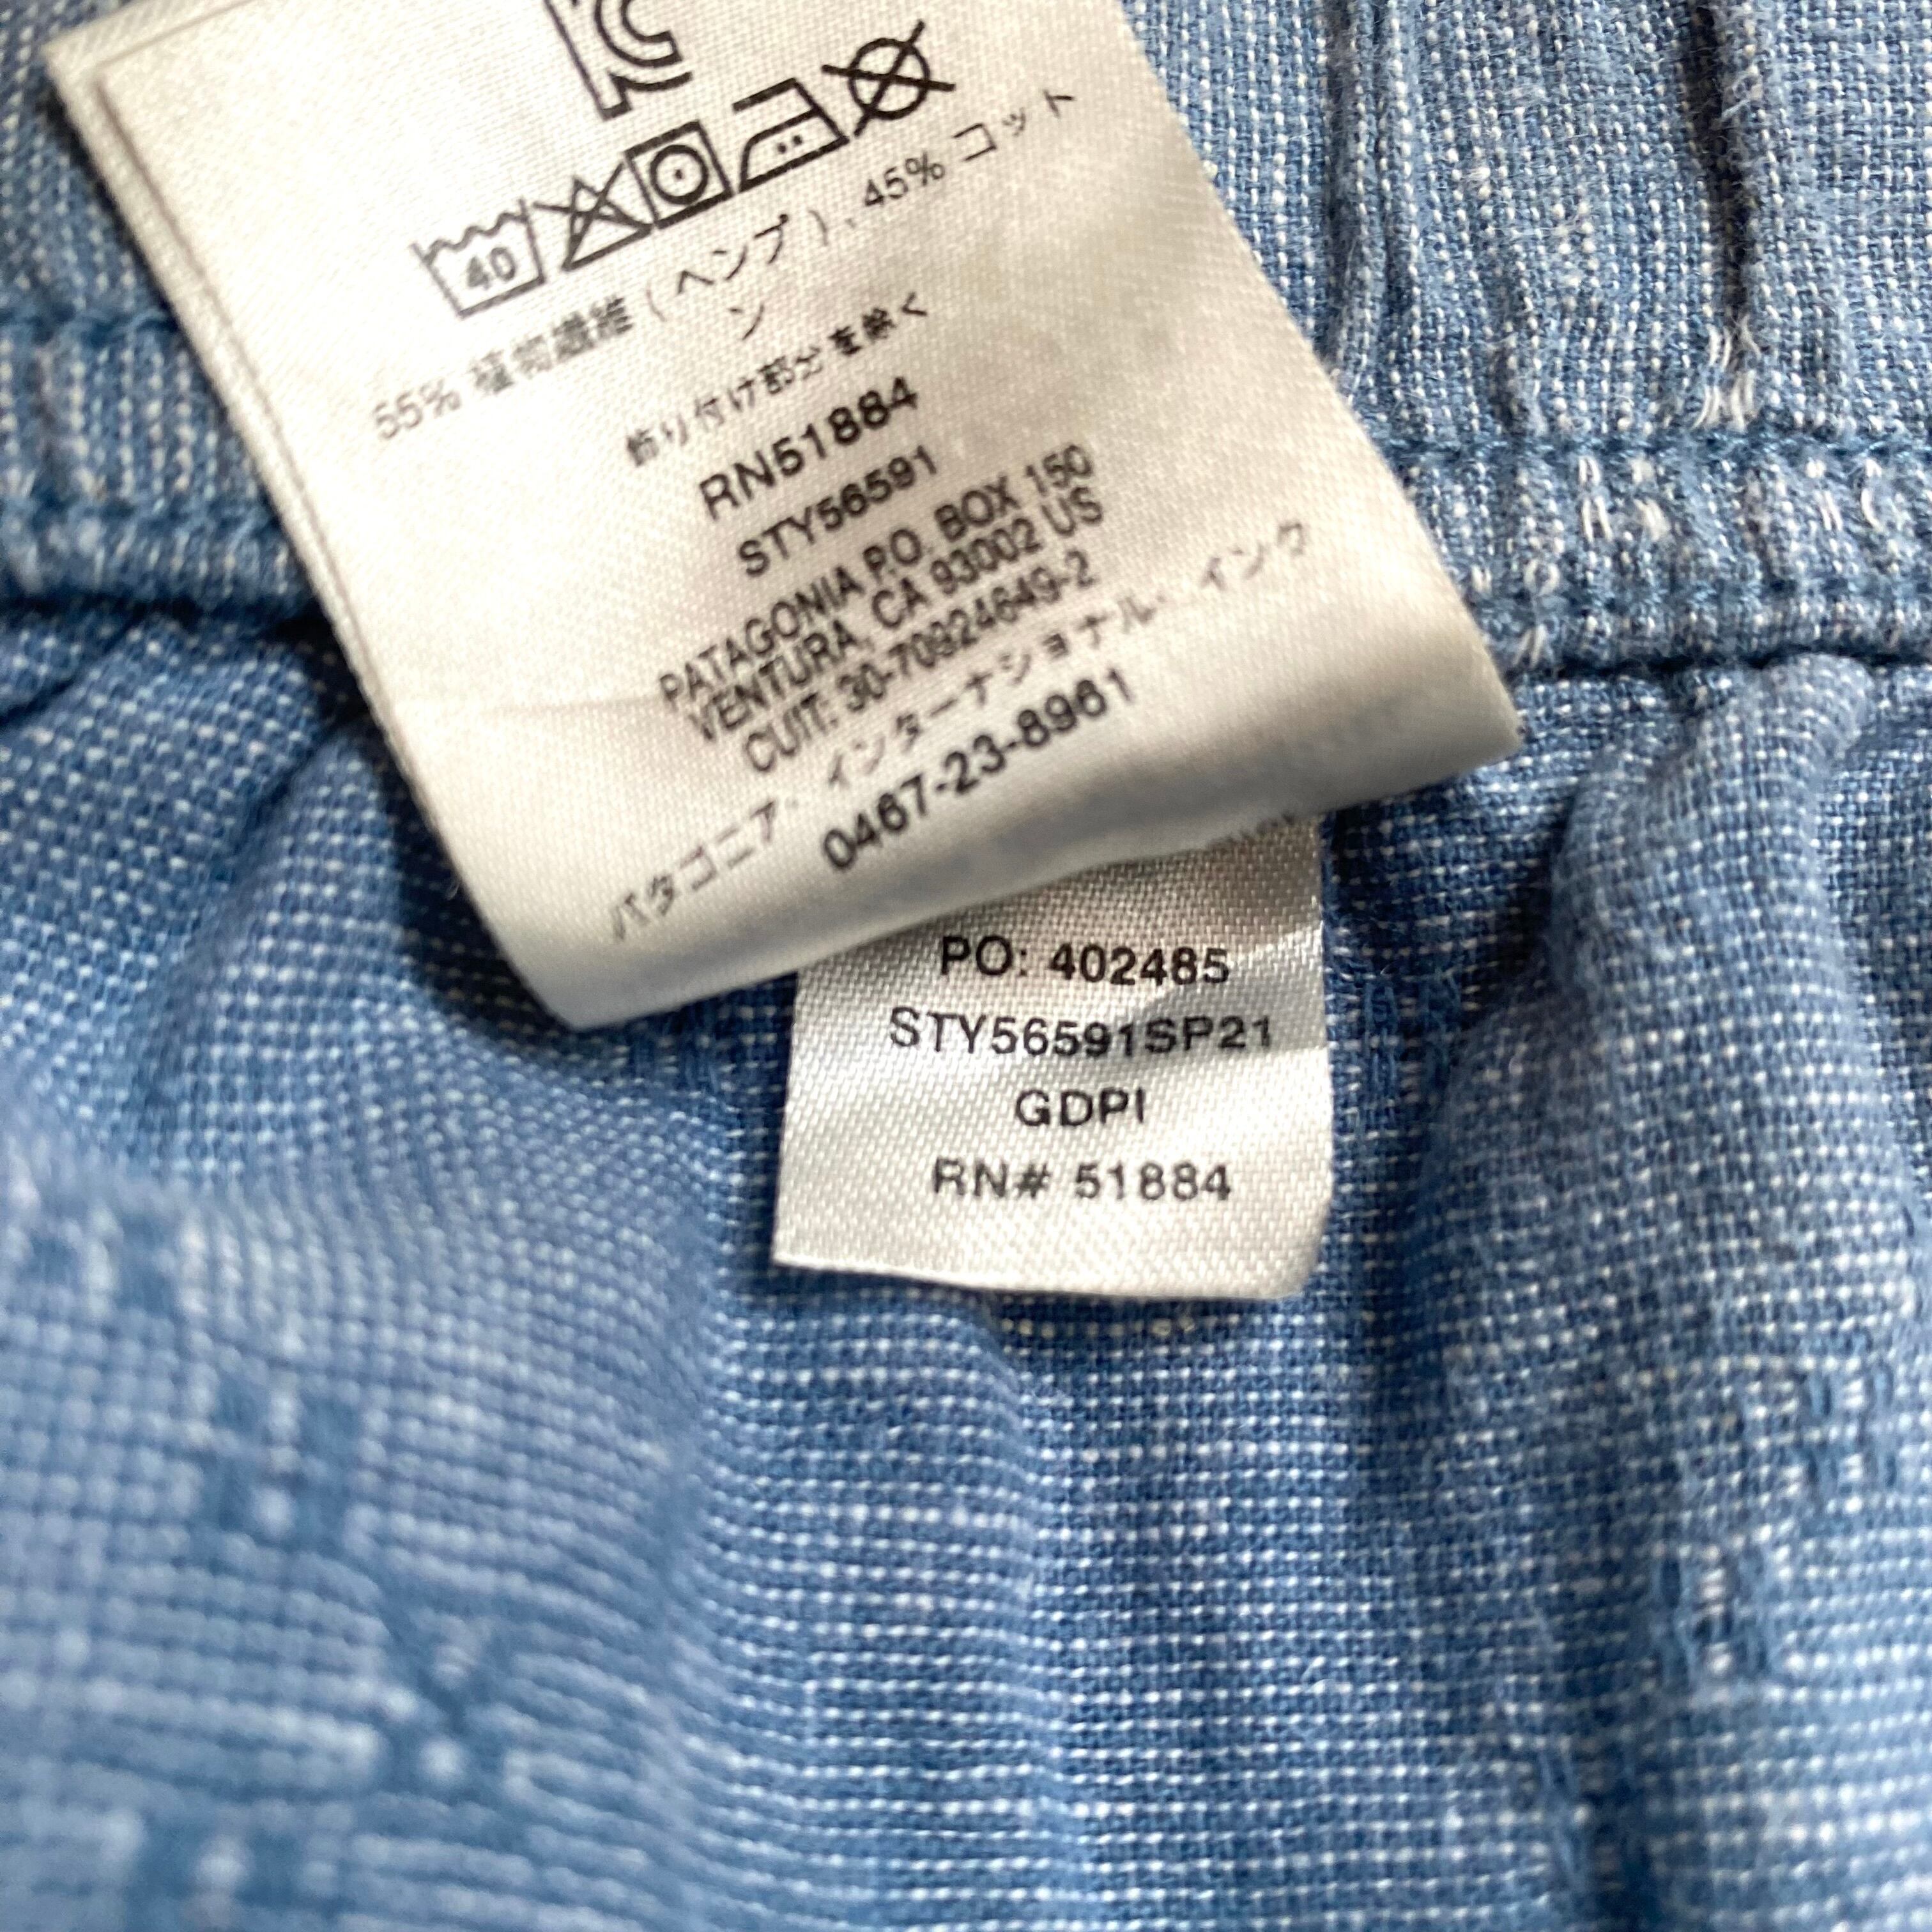 40
55% 植物繊維 (ヘンプ), 45% コット
ン
飾り付け部分を除く
RN51884
STY56591
PATAGONIA P.O. BOX 150
VENTURA, CA 93002 US
CUIT: 30-70924649-2
パタゴニア・インターナショナル・インク
0467-23-8961
PO: 402485
STY56591SP21
GDPI
RN# 51884